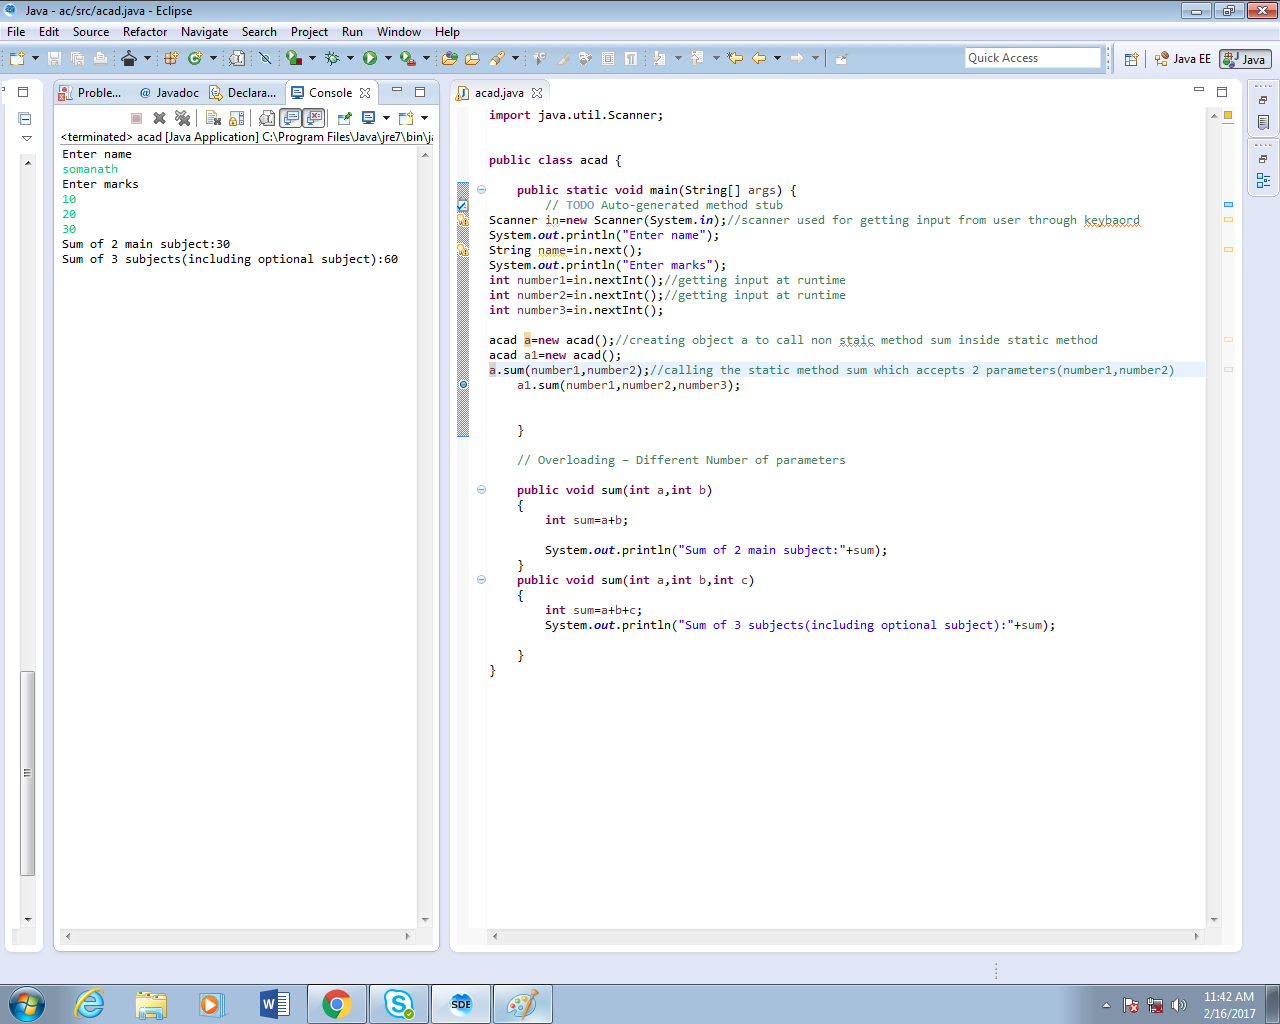 Java - ac/src/acad.java - Eclipse
File Edit Source Refactor Navigate Search Project Run Window Help
Quick Access
Java EE
Java
Proble...
@ Javadoc
Declara...
Console
<terminated> acad [Java Application] C:\Program Files\Java\jre7\bin\j
Enter name
somanath
Enter marks
10
20
30
Sum of 2 main subject:30
Sum of 3 subjects(including optional subject):60
acad.java
import java.util.Scanner;
public class acad {
public static void main(String[] args) {
// TODO Auto-generated method stub
Scanner in=new Scanner(System.in);//scanner used for getting input from user through keybaord
System.out.println("Enter name");
String name=in.next();
System.out.println("Enter marks");
int number1=in.nextInt();//getting input at runtime
int number2=in.nextInt();//getting input at runtime
int number3=in.nextInt();
acad a=new acad();//creating object a to call non staic method sum inside static method
acad a1=new acad();
a.sum(number1,number2);//calling the static method sum which accepts 2 parameters(number1,number2)
a1.sum(number1,number2,number3);
}
// Overloading – Different Number of parameters
public void sum(int a,int b)
{
int sum=a+b;
System.out.println("Sum of 2 main subject:"+sum);
}
public void sum(int a,int b,int c)
{
int sum=a+b+c;
System.out.println("Sum of 3 subjects(including optional subject):"+sum);
}
}
SDE
11:42 AM
2/16/2017